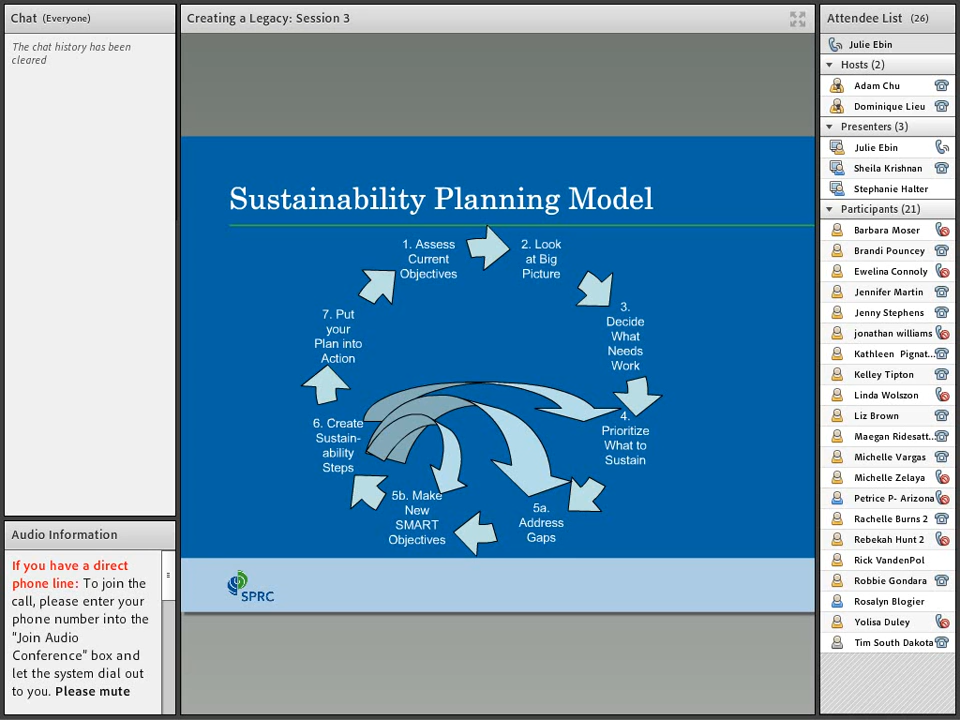 Chat (Everyone)
The chat history has been
cleared
Audio Information
If you have a direct
phone line: To join the
call, please enter your
phone number into the
"Join Audio
Conference" box and
let the system dial out
to you. Please mute
Creating a Legacy: Session 3
Sustainability Planning Model
1. Assess
Current
Objectives
2. Look
at Big
Picture
3.
Decide
What
Needs
Work
4.
Prioritize
What to
Sustain
5a.
Address
Gaps
5b. Make
New
SMART
Objectives
6. Create
Sustain-
ability
Steps
7. Put
your
Plan into
Action
SPRC
Attendee List (26)
Julie Ebin
Hosts (2)
Adam Chu
Dominique Lieu
Presenters (3)
Julie Ebin
Sheila Krishnan
Stephanie Halter
Participants (21)
Barbara Moser
Brandi Pouncey
Ewelina Connoly
Jennifer Martin
Jenny Stephens
jonathan williams
Kathleen Pignat...
Kelley Tipton
Linda Wolszon
Liz Brown
Maegan Ridesatt...
Michelle Vargas
Michelle Zelaya
Petrice P- Arizona
Rachelle Burns 2
Rebekah Hunt 2
Rick VandenPol
Robbie Gondara
Rosalyn Blogier
Yolisa Duley
Tim South Dakota